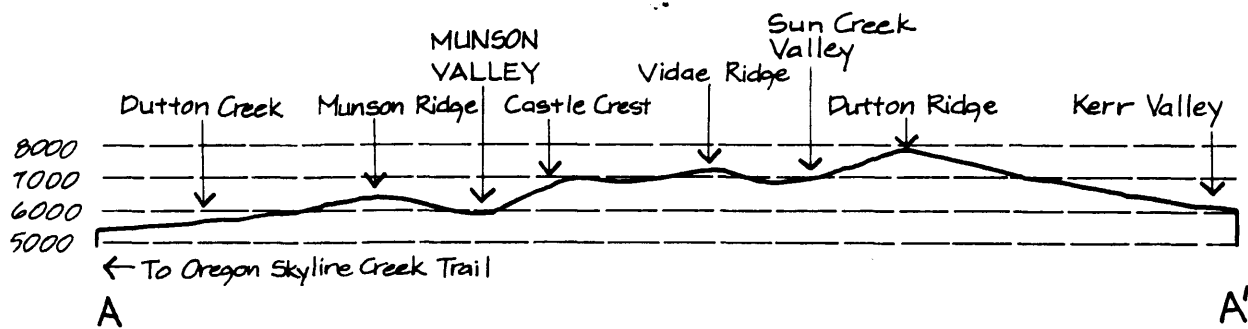 Sun Creek
Valley
MUNSON
VALLEY
Vidae Ridge
Dutton Creek
Munson Ridge
Castle Crest
Dutton Ridge
Kerr Valley
8000
7000
6000
5000
← To Oregon Skyline Creek Trail
A
A'